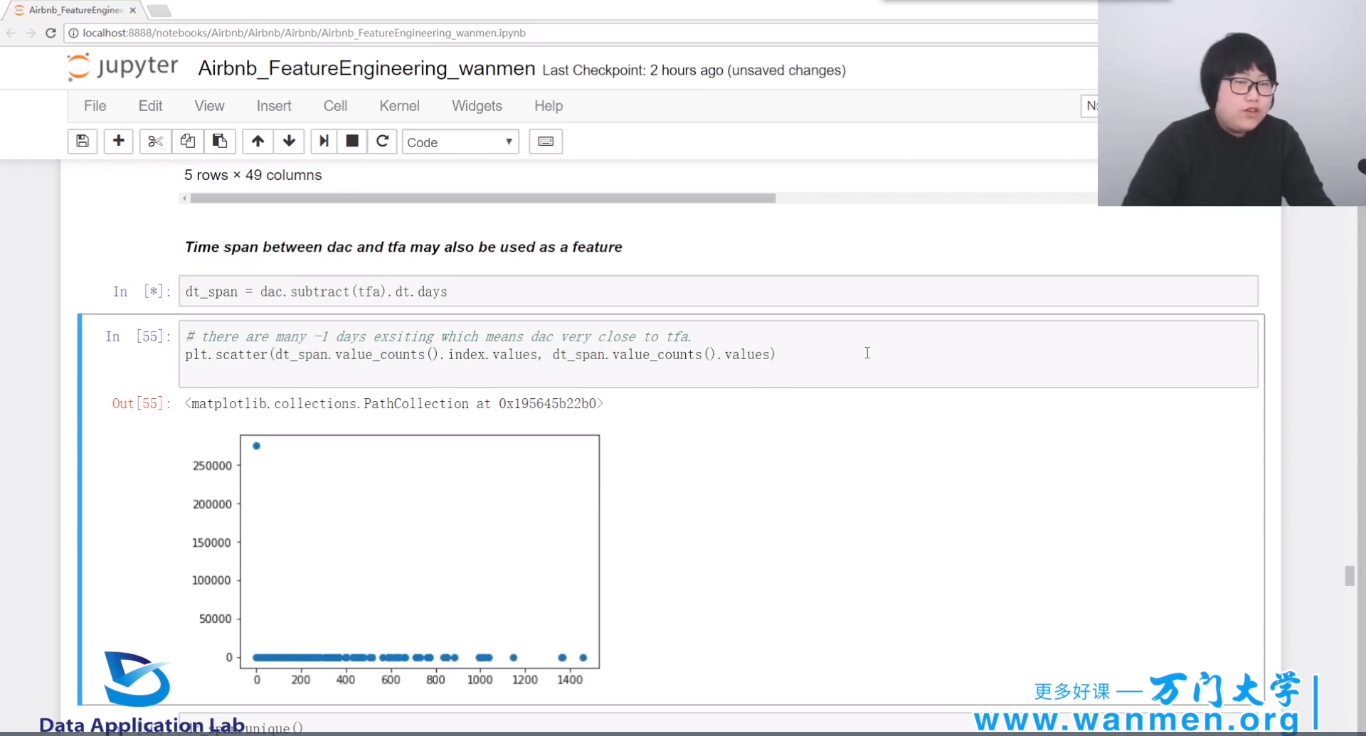 Airbnb_FeatureEngine
localhost:8888/notebooks/Airbnb/Airbnb/Airbnb/Airbnb_FeatureEngineering_wanmen.ipynb
jupyter Airbnb_FeatureEngineering_wanmen Last Checkpoint: 2 hours ago (unsaved changes)
File Edit View Insert Cell Kernel Widgets Help
Code
5 rows × 49 columns
Time span between dac and tfa may also be used as a feature
In [*]: dt_span = dac.subtract(tfa).dt.days
In [55]: # there are many -1 days exsiting which means dac very close to tfa.
plt.scatter(dt_span.value_counts().index.values, dt_span.value_counts().values)
Out[55]: <matplotlib.collections.PathCollection at 0x195645b22b0>
250000
200000
150000
100000
50000
0
0 200 400 600 800 1000 1200 1400
更多好课 — 万门大学
www.wanmen.org
Data Application Lab
unique()